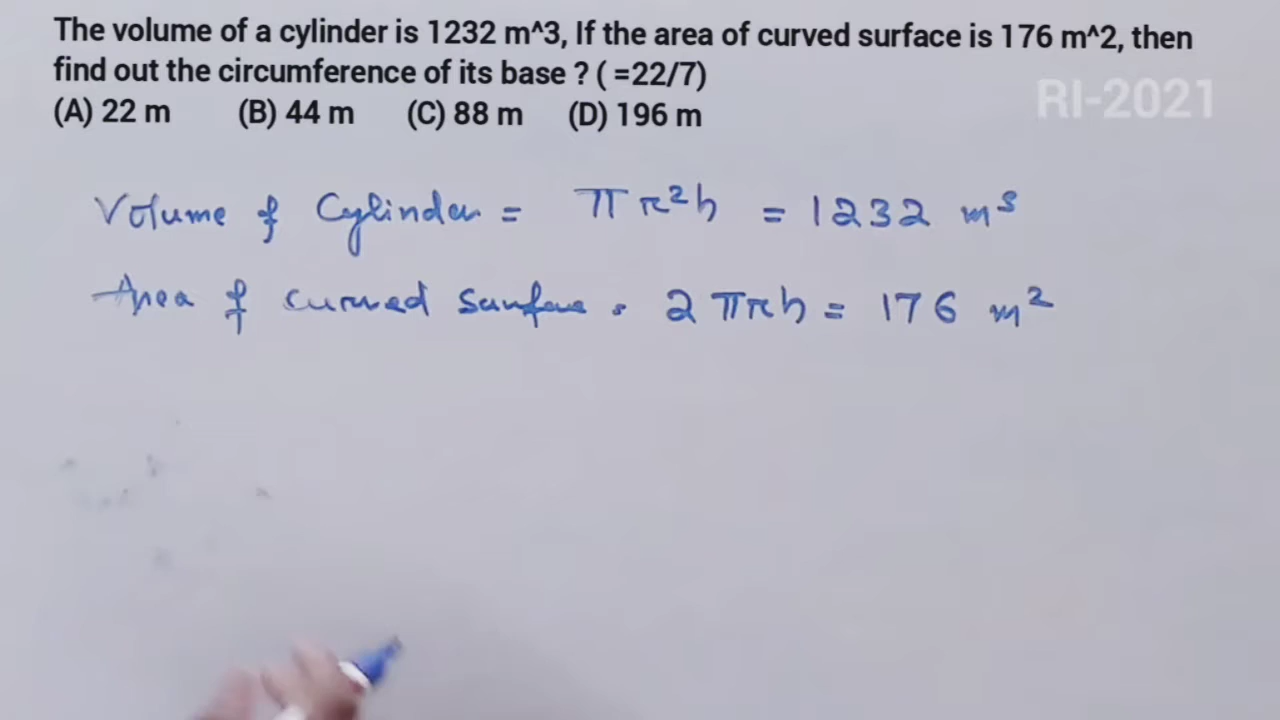 The volume of a cylinder is 1232 m^3, If the area of curved surface is 176 m^2, then
find out the circumference of its base ? ( =22/7)
(A) 22 m (B) 44 m (C) 88 m (D) 196 m
RI-2021
Volume of Cylinder = πr²h = 1232 m³
Area of curved Surface = 2πrh = 176 m²